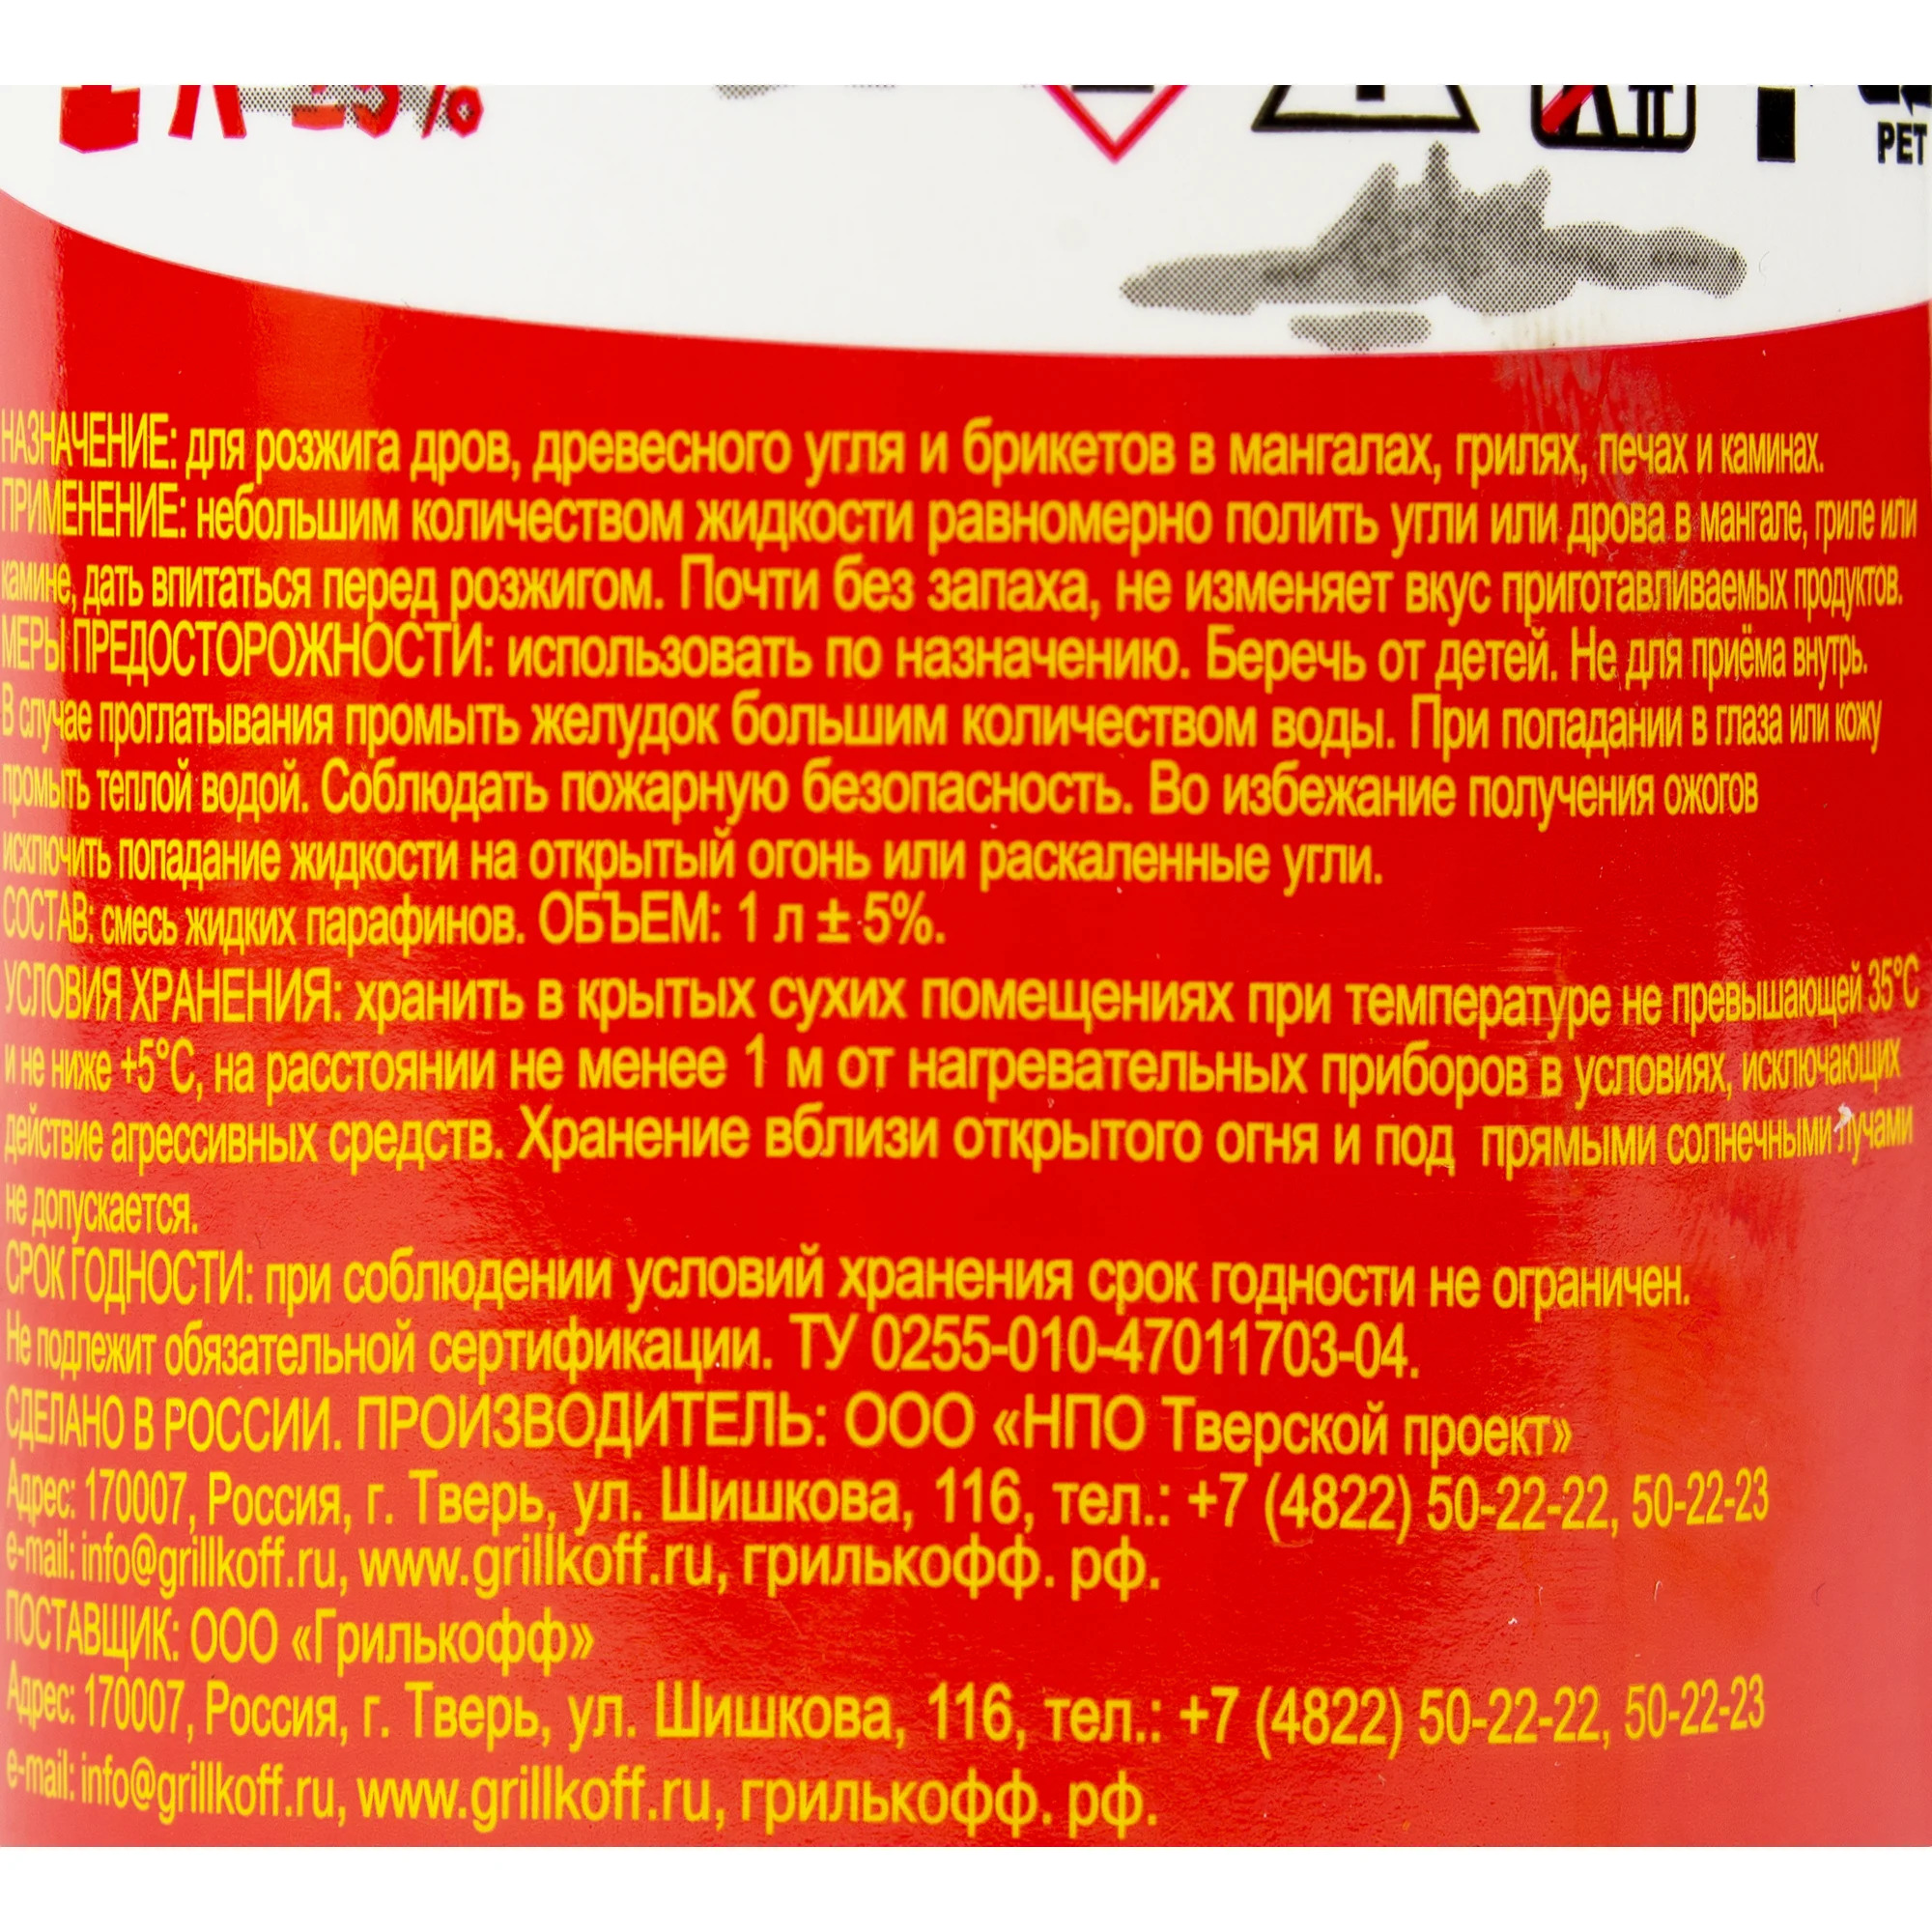 25%
PET
НАЗНАЧЕНИЕ: для розжига дров, древесного угля и брикетов в мангалах, грилях, печах и каминах.
ПРИМЕНЕНИЕ: небольшим количеством жидкости равномерно полить угли или дрова в мангале, гриле или
камине, дать впитаться перед розжигом. Почти без запаха, не изменяет вкус приготавливаемых продуктов.
МЕРЫ ПРЕДОСТОРОЖНОСТИ: использовать по назначению. Беречь от детей. Не для приёма внутрь.
В случае проглатывания промыть желудок большим количеством воды. При попадании в глаза или кожу
промыть теплой водой. Соблюдать пожарную безопасность. Во избежание получения ожогов
исключить попадание жидкости на открытый огонь или раскаленные угли.
СОСТАВ: смесь жидких парафинов. ОБЪЕМ: 1 л ± 5%.
УСЛОВИЯ ХРАНЕНИЯ: хранить в крытых сухих помещениях при температуре не превышающей 35°С
и не ниже +5°С, на расстоянии не менее 1 м от нагревательных приборов в условиях, исключающих
действие агрессивных средств. Хранение вблизи открытого огня и под прямыми солнечными лучами
не допускается.
СРОК ГОДНОСТИ: при соблюдении условий хранения срок годности не ограничен.
Не подлежит обязательной сертификации. ТУ 0255-010-47011703-04.
СДЕЛАНО В РОССИИ. ПРОИЗВОДИТЕЛЬ: ООО «НПО Тверской проект»
Адрес: 170007, Россия, г. Тверь, ул. Шишкова, 116, тел.: +7 (4822) 50-22-22, 50-22-23
e-mail: info@grillkoff.ru, www.grillkoff.ru, грилькофф. рф.
ПОСТАВЩИК: ООО «Грилькофф»
Адрес: 170007, Россия, г. Тверь, ул. Шишкова, 116, тел.: +7 (4822) 50-22-22, 50-22-23
e-mail: info@grillkoff.ru, www.grillkoff.ru, грилькофф. рф.